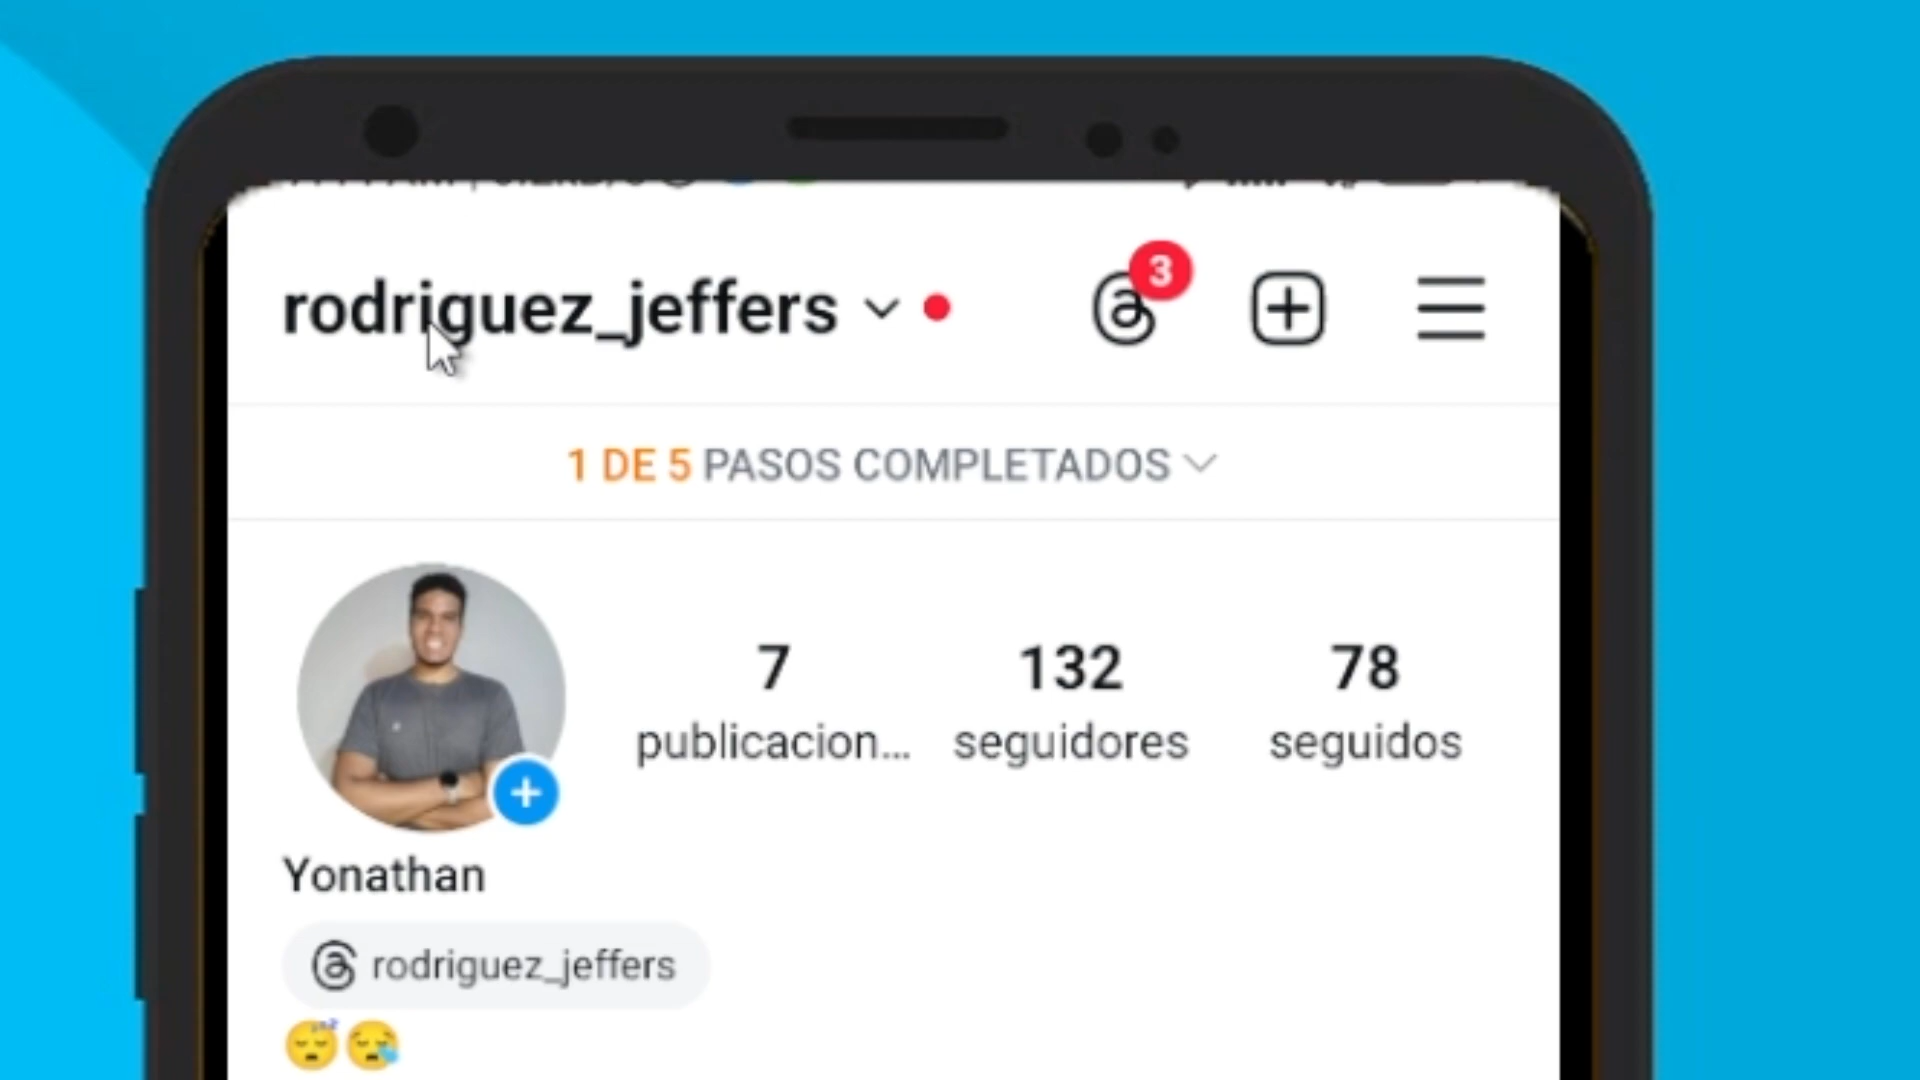 rodriguez_jeffers
3
1 DE 5 PASOS COMPLETADOS
7
132
78
publicacion...
seguidores
seguidos
Yonathan
rodriguez_jeffers
😴😪